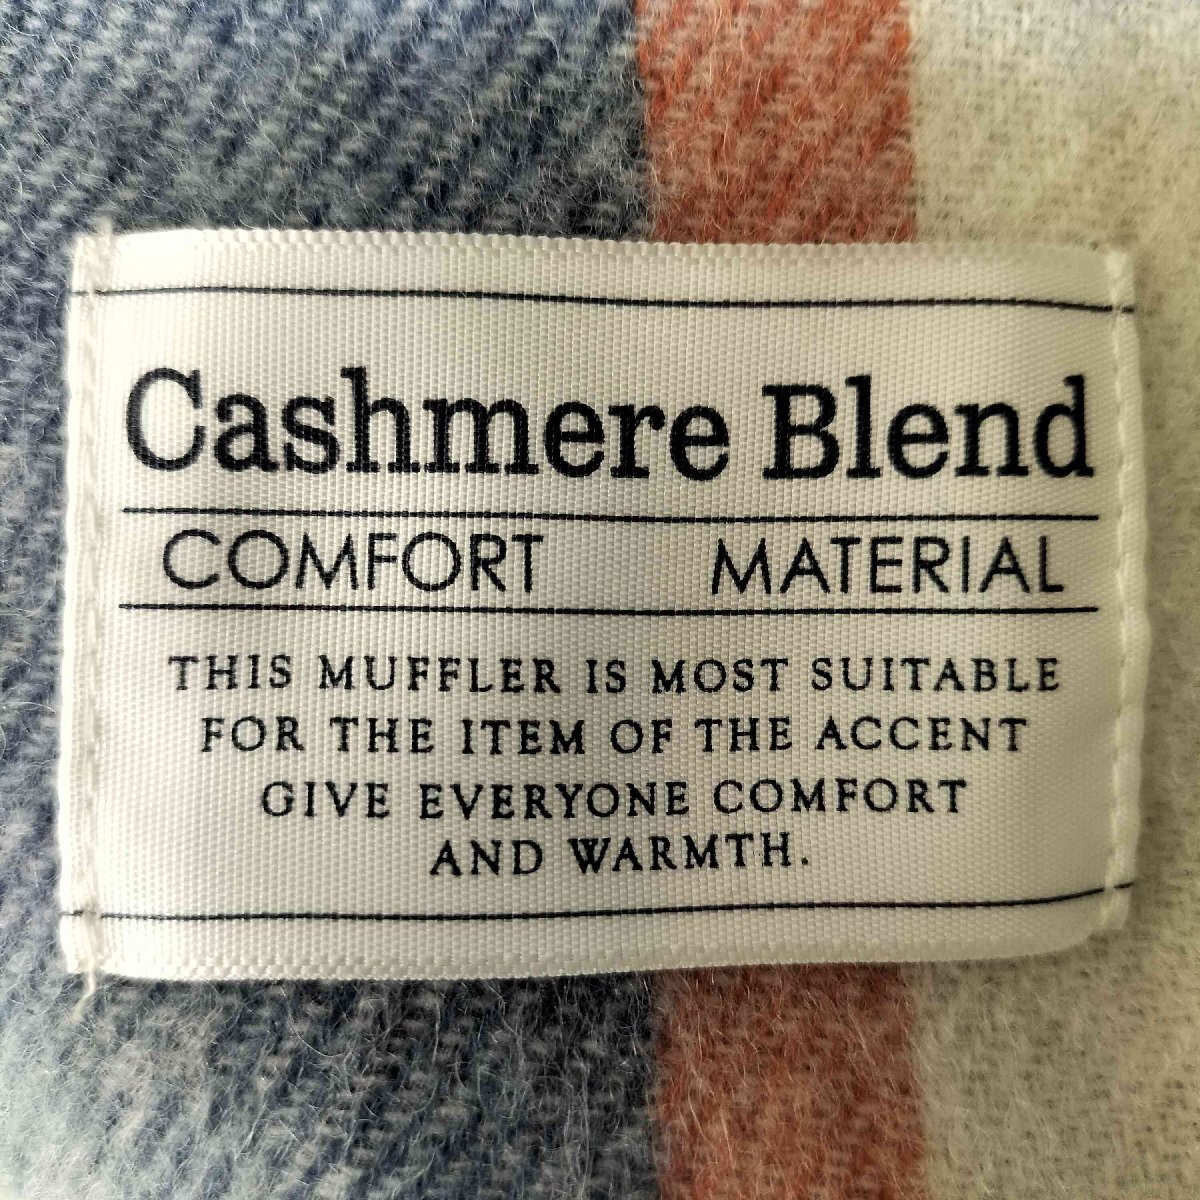 Cashmere Blend
COMFORT MATERIAL
THIS MUFFLER IS MOST SUITABLE
FOR THE ITEM OF THE ACCENT
GIVE EVERYONE COMFORT
AND WARMTH.